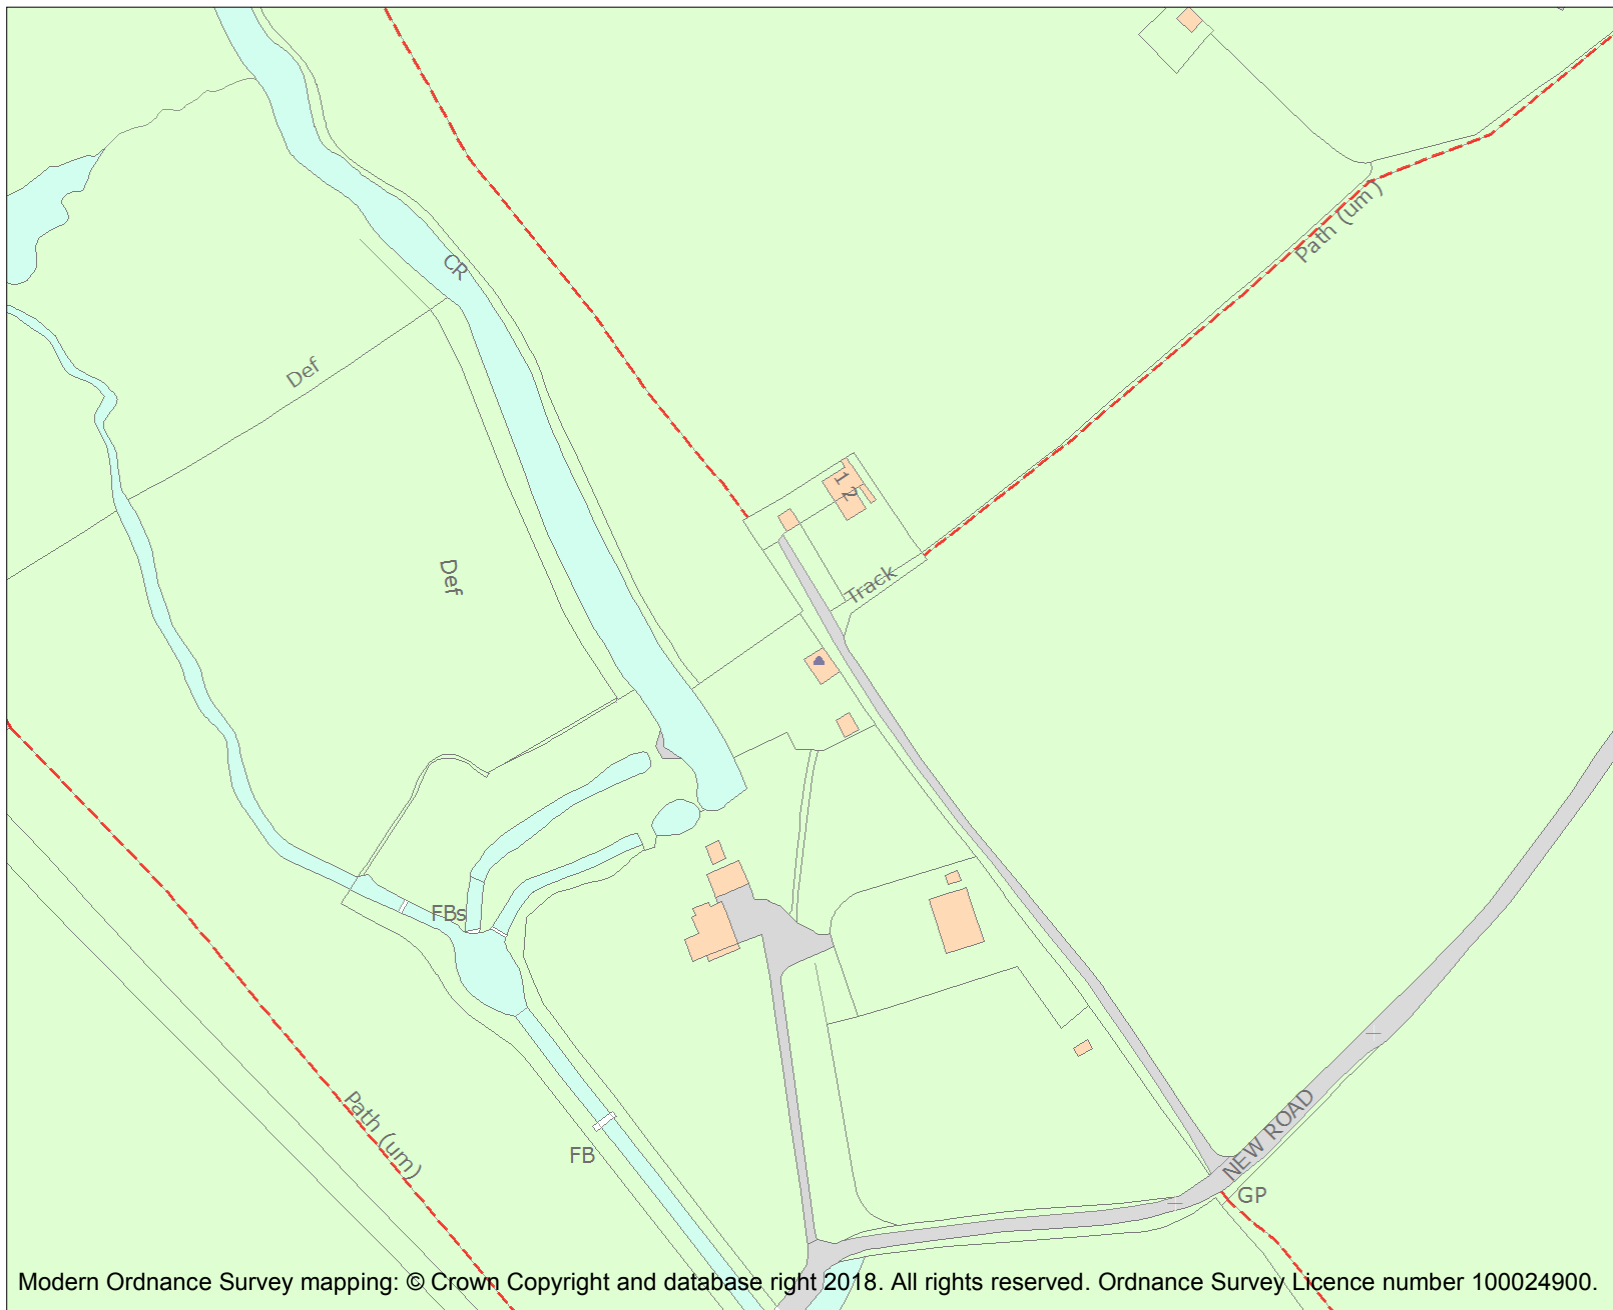 Path (um)
CR
Def
1
2
Def
Track
FBs
Path (um)
NEW ROAD
FB
GP
Modern Ordnance Survey mapping: © Crown Copyright and database right 2018. All rights reserved. Ordnance Survey Licence number 100024900.